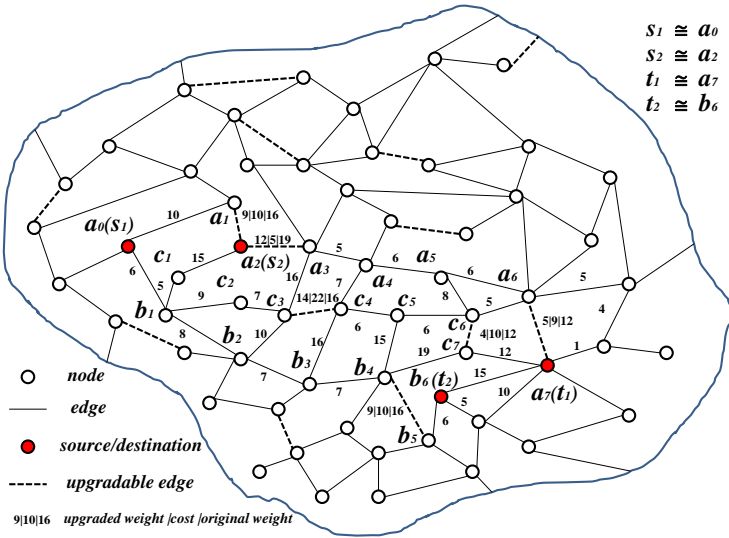 s1 ≅ a0
s2 ≅ a2
t1 ≅ a7
t2 ≅ b6
10 a1 9|10|16
a0(s1)
12|5|19
c1 15 a2(s2) 5
6 5 16 a3 6 a5 6 5
c2 7 a4 a6
9 7 c3 14|22|16 c4 c5 8 5 4
b1 6 6 c6 4|10|12 5|9|12
8 b2 10 16 15 c7 1
b3 b4 19 12
7 7 b6(t2) 15 a7(t1)
5 10
9|10|16 6
b5
node
edge
source/destination
upgradable edge
9|10|16 upgraded weight |cost |original weight